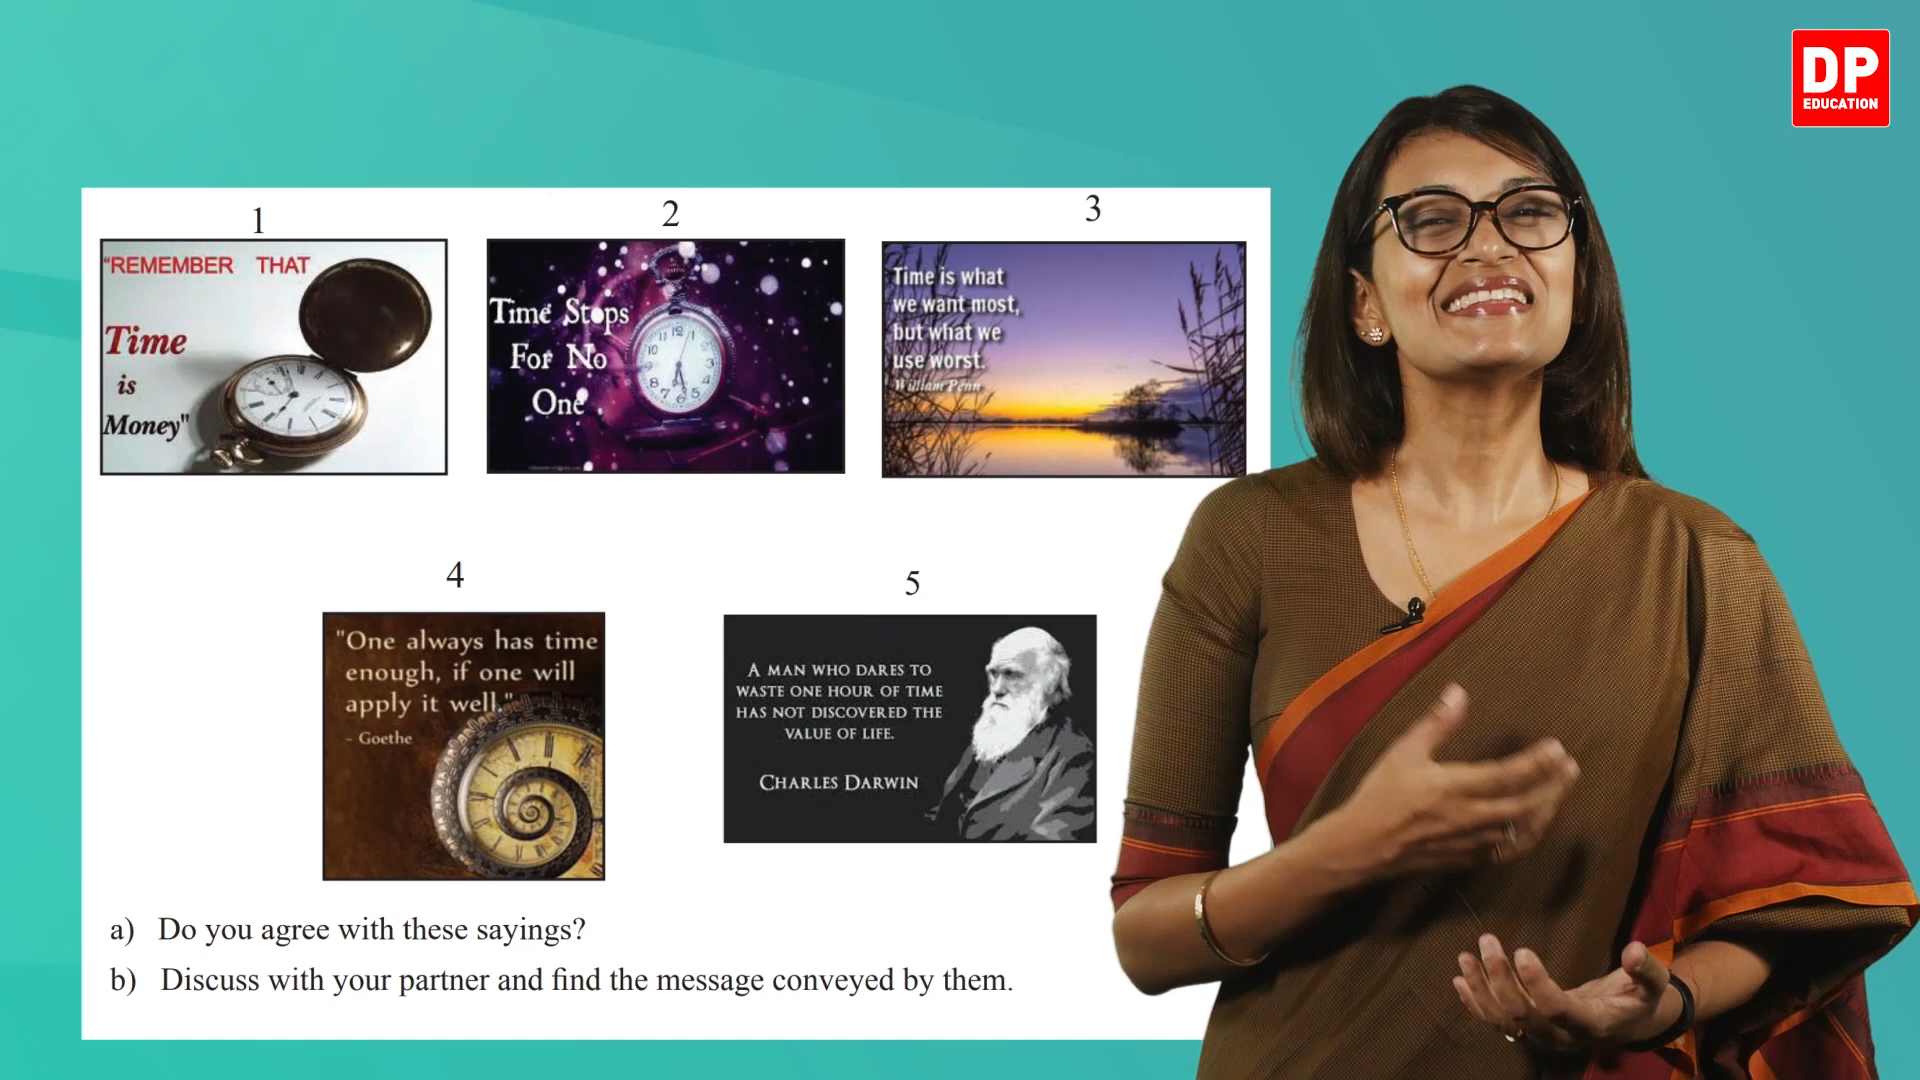 DP
EDUCATION
1
2
3
"REMEMBER THAT
Time
is
Money"
Time Stops
For No
One
Time is what
we want most,
but what we
use worst.
William Penn
4
5
"One always has time
enough, if one will
apply it well."
- Goethe
A MAN WHO DARES TO
WASTE ONE HOUR OF TIME
HAS NOT DISCOVERED THE
VALUE OF LIFE.
CHARLES DARWIN
a) Do you agree with these sayings?
b) Discuss with your partner and find the message conveyed by them.